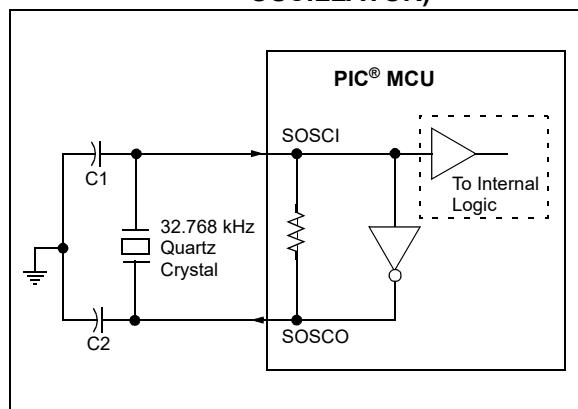 OSCILLATOR)
PIC® MCU
SOSCI
C1
To Internal
Logic
32.768 kHz
Quartz
Crystal
SOSCO
C2